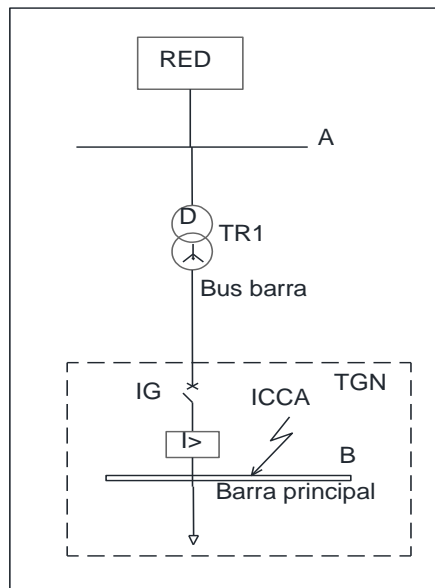 RED
A
D
TR1
Bus barra
TGN
IG
ICCA
I>
B
Barra principal